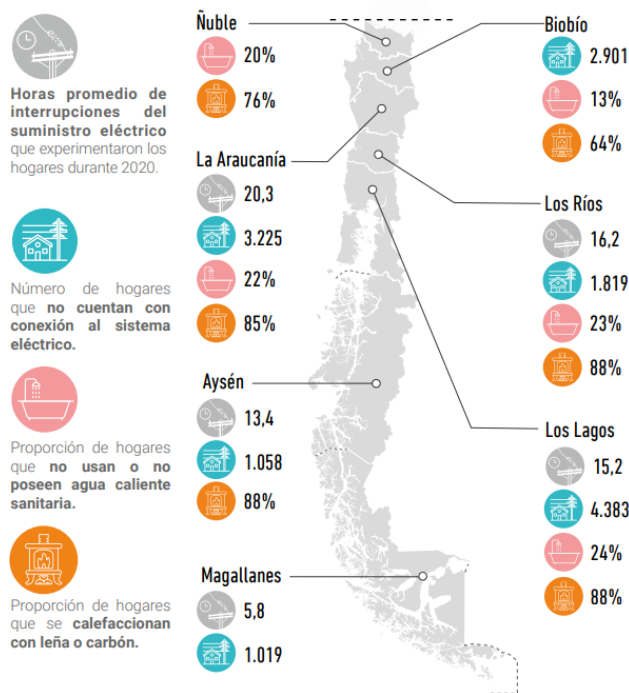 Horas promedio de
interrupciones del
suministro eléctrico
que experimentaron los
hogares durante 2020.
Número de hogares
que no cuentan con
conexión al sistema
eléctrico.
Proporción de hogares
que no usan o no
poseen agua caliente
sanitaria.
Proporción de hogares
que se calefaccionan
con leña o carbón.
Ñuble
20%
76%
La Araucanía
20,3
3.225
22%
85%
Aysén
13,4
1.058
88%
Magallanes
5,8
1.019
Biobío
2.901
13%
64%
Los Ríos
16,2
1.819
23%
88%
Los Lagos
15,2
4.383
24%
88%